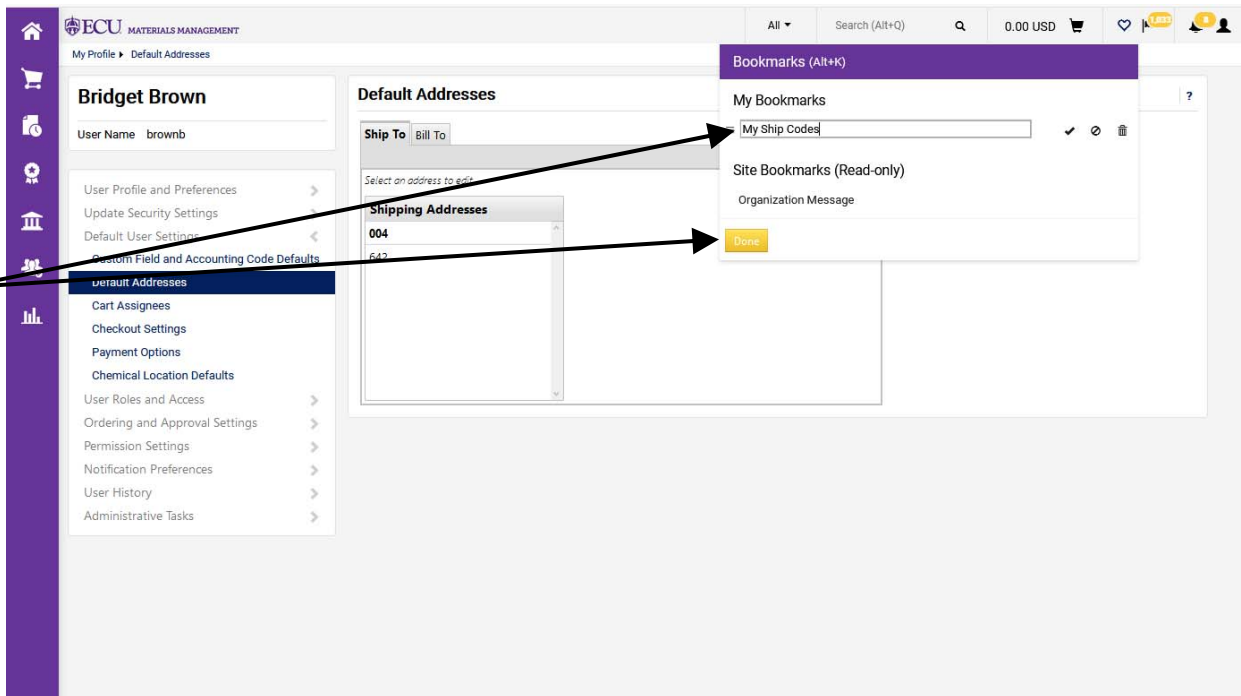 ECU MATERIALS MANAGEMENT
All
Search (Alt+Q)
0.00 USD
1,033
8
My Profile Default Addresses
Bridget Brown
User Name brownb
User Profile and Preferences
Update Security Settings
Default User Settings
Custom Field and Accounting Code Defaults
Default Addresses
Cart Assignees
Checkout Settings
Payment Options
Chemical Location Defaults
User Roles and Access
Ordering and Approval Settings
Permission Settings
Notification Preferences
User History
Administrative Tasks
Default Addresses
?
Ship To Bill To
Select an address to edit
Shipping Addresses
004
642
Bookmarks (Alt+K)
My Bookmarks
My Ship Codes
Site Bookmarks (Read-only)
Organization Message
Done